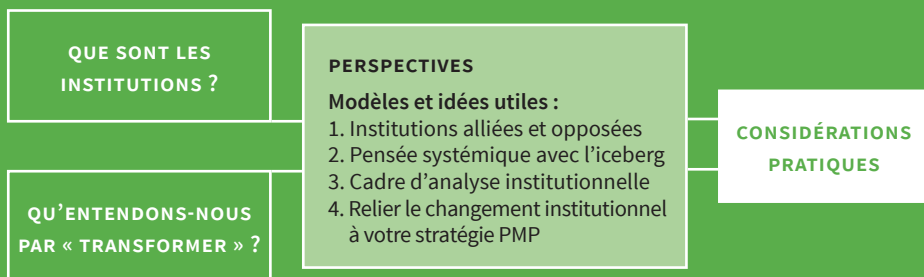 QUE SONT LES
INSTITUTIONS ?
QU’ENTENDONS-NOUS
PAR « TRANSFORMER » ?
PERSPECTIVES
Modèles et idées utiles :
1. Institutions alliées et opposées
2. Pensée systémique avec l’iceberg
3. Cadre d’analyse institutionnelle
4. Relier le changement institutionnel
à votre stratégie PMP
CONSIDÉRATIONS
PRATIQUES